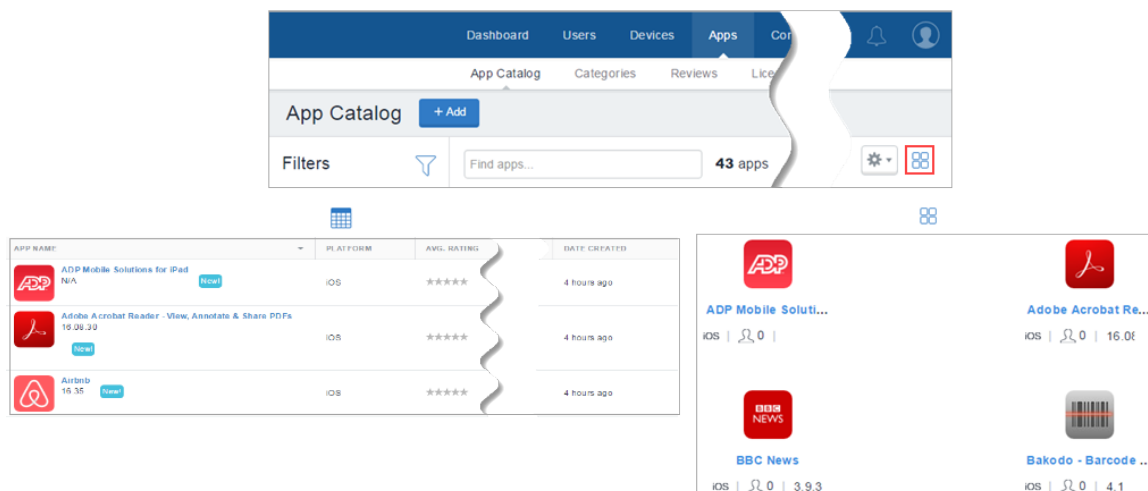 Dashboard Users Devices Apps Cor
App Catalog Categories Reviews Lice
App Catalog + Add
Filters Find apps... 43 apps
APP NAME PLATFORM AVG. RATING DATE CREATED
ADP Mobile Solutions for iPad
N/A New! iOS 4 hours ago
Adobe Acrobat Reader - View, Annotate & Share PDFs
16.08.30
New! iOS 4 hours ago
Airbnb
16.35 New! iOS 4 hours ago
ADP Mobile Soluti... Adobe Acrobat Re...
iOS | 0 | iOS | 0 | 16.08
BBC
NEWS
BBC News Bakodo - Barcode ...
iOS | 0 | 3.9.3 iOS | 0 | 4.1